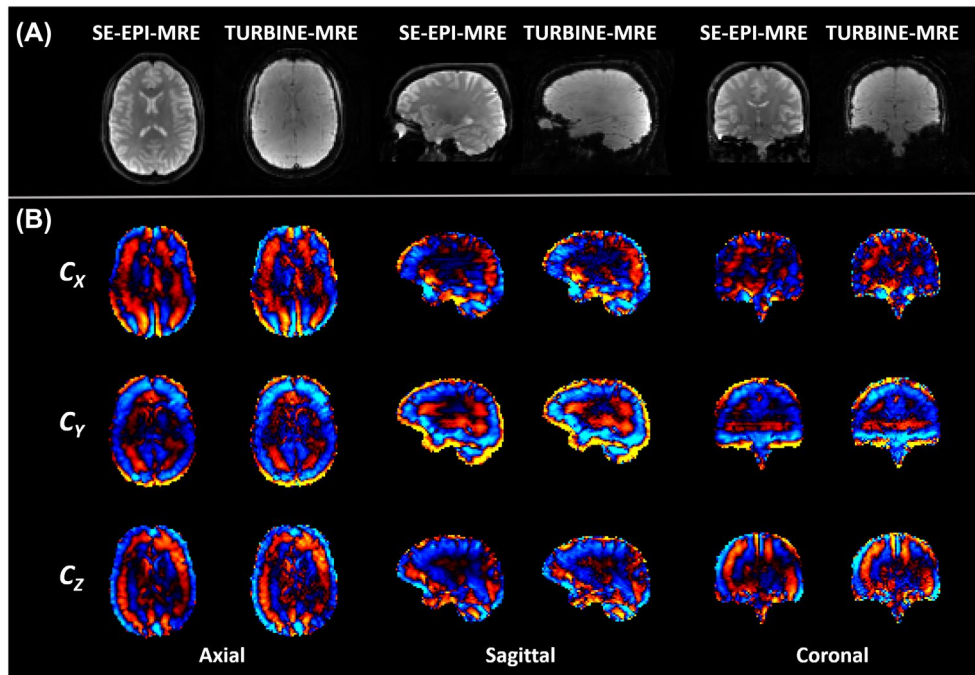 (A)
SE-EPI-MRE TURBINE-MRE SE-EPI-MRE TURBINE-MRE SE-EPI-MRE TURBINE-MRE
(B)
CX
CY
CZ
Axial Sagittal Coronal